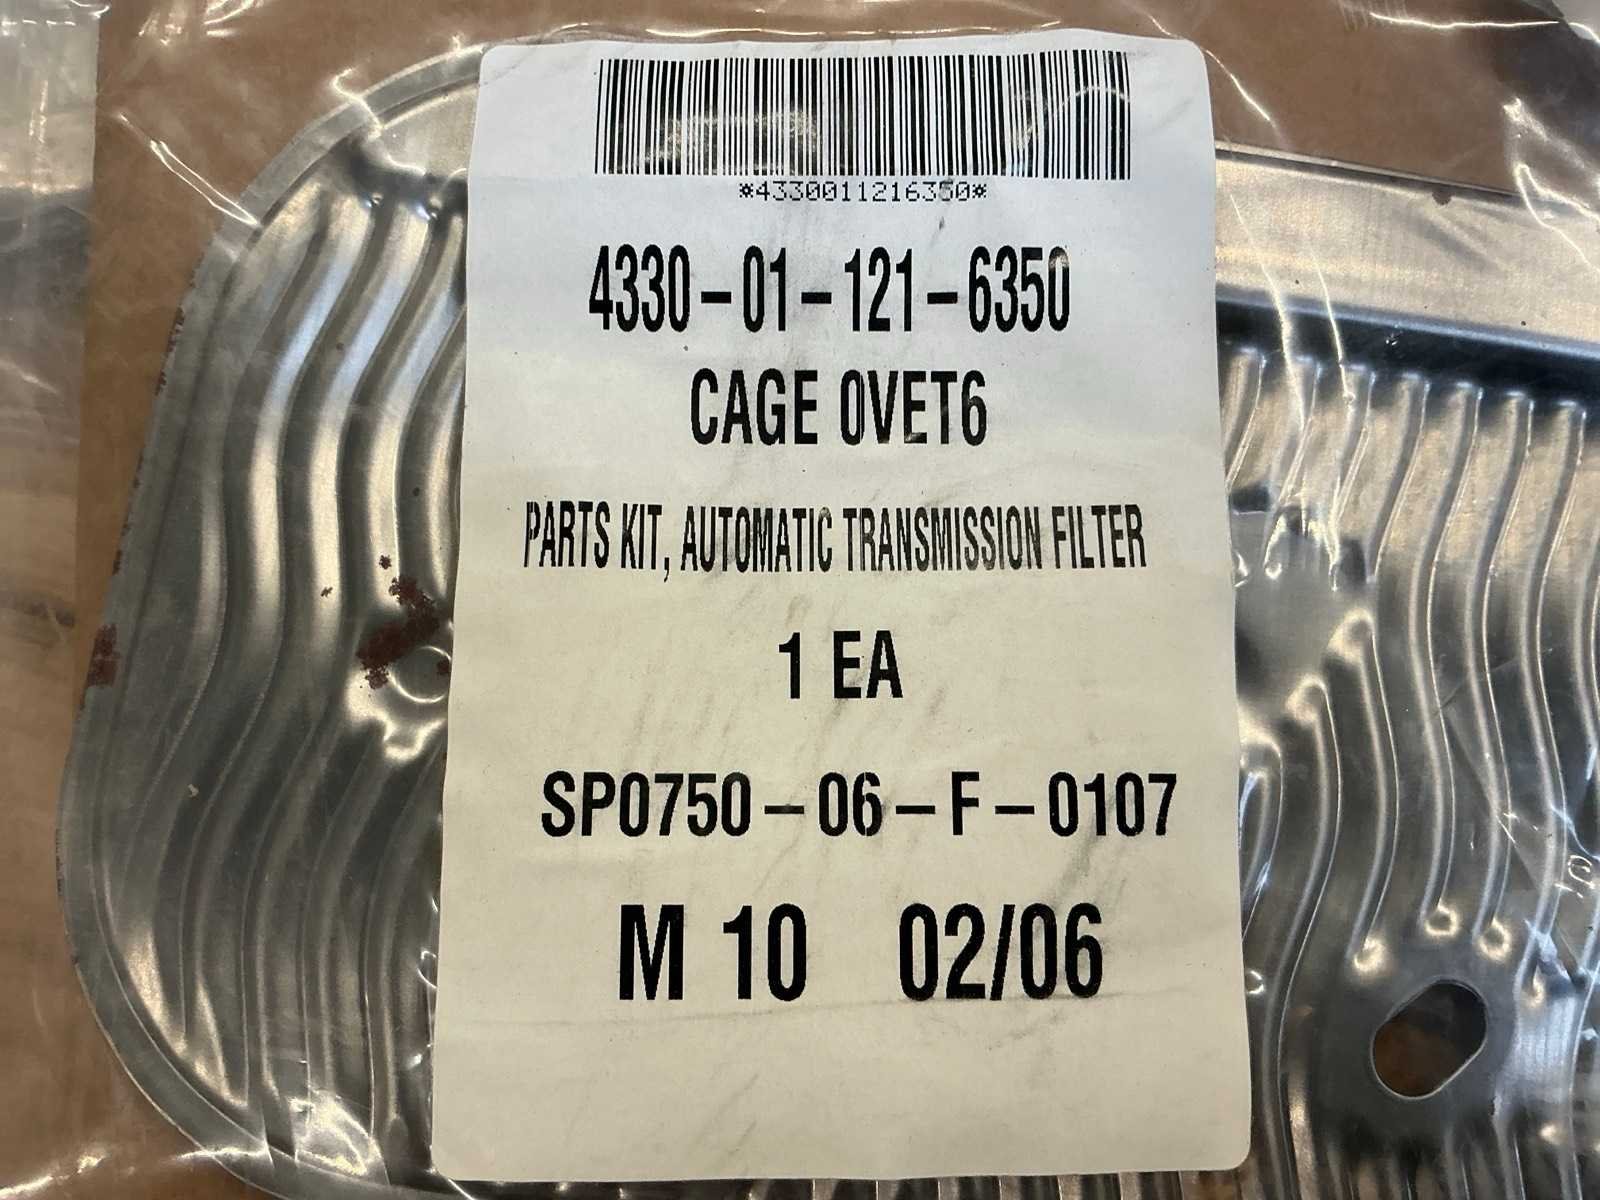 *4330011216350*
4330-01-121-6350
CAGE 0VET6
PARTS KIT, AUTOMATIC TRANSMISSION FILTER
1 EA
SP0750-06-F-0107
M 10 02/06